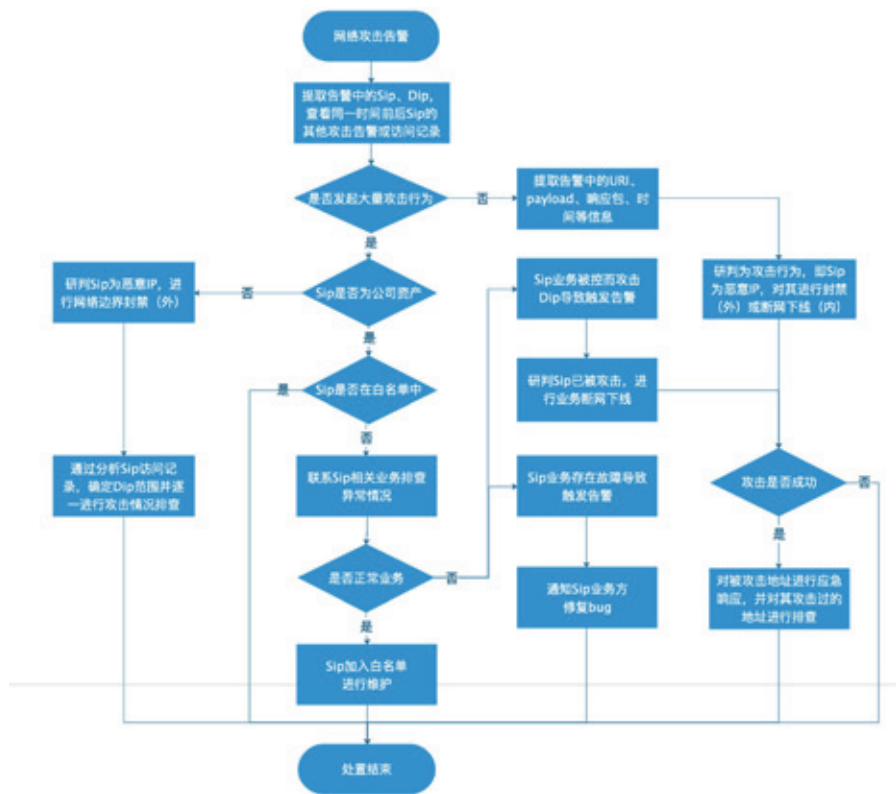 网络攻击告警
提取告警中的Sip、Dip,
查看同一时间前后Sip的
其他攻击告警或访问记录
是否发起大量攻击行为
否
提取告警中的URI、
payload、响应包、时
间等信息
是
研判Sip为恶意IP,进
行网络边界封禁(外)
否
Sip是否为公司资产
Sip业务被控而攻击
Dip导致触发告警
研判为攻击行为,即Sip
为恶意IP,对其进行封禁
(外)或断网下线(内)
是
是
Sip是否在白名单中
研判Sip已被攻击,进
行业务断网下线
否
通过分析Sip访问记
录,确定Dip范围并逐
一进行攻击情况排查
联系Sip相关业务排查
异常情况
Sip业务存在故障导致
触发告警
攻击是否成功
否
是
是否正常业务
否
通知Sip业务方
修复bug
对被攻击地址进行应急
响应,并对其攻击过的
地址进行排查
是
Sip加入白名单
进行维护
处置结束